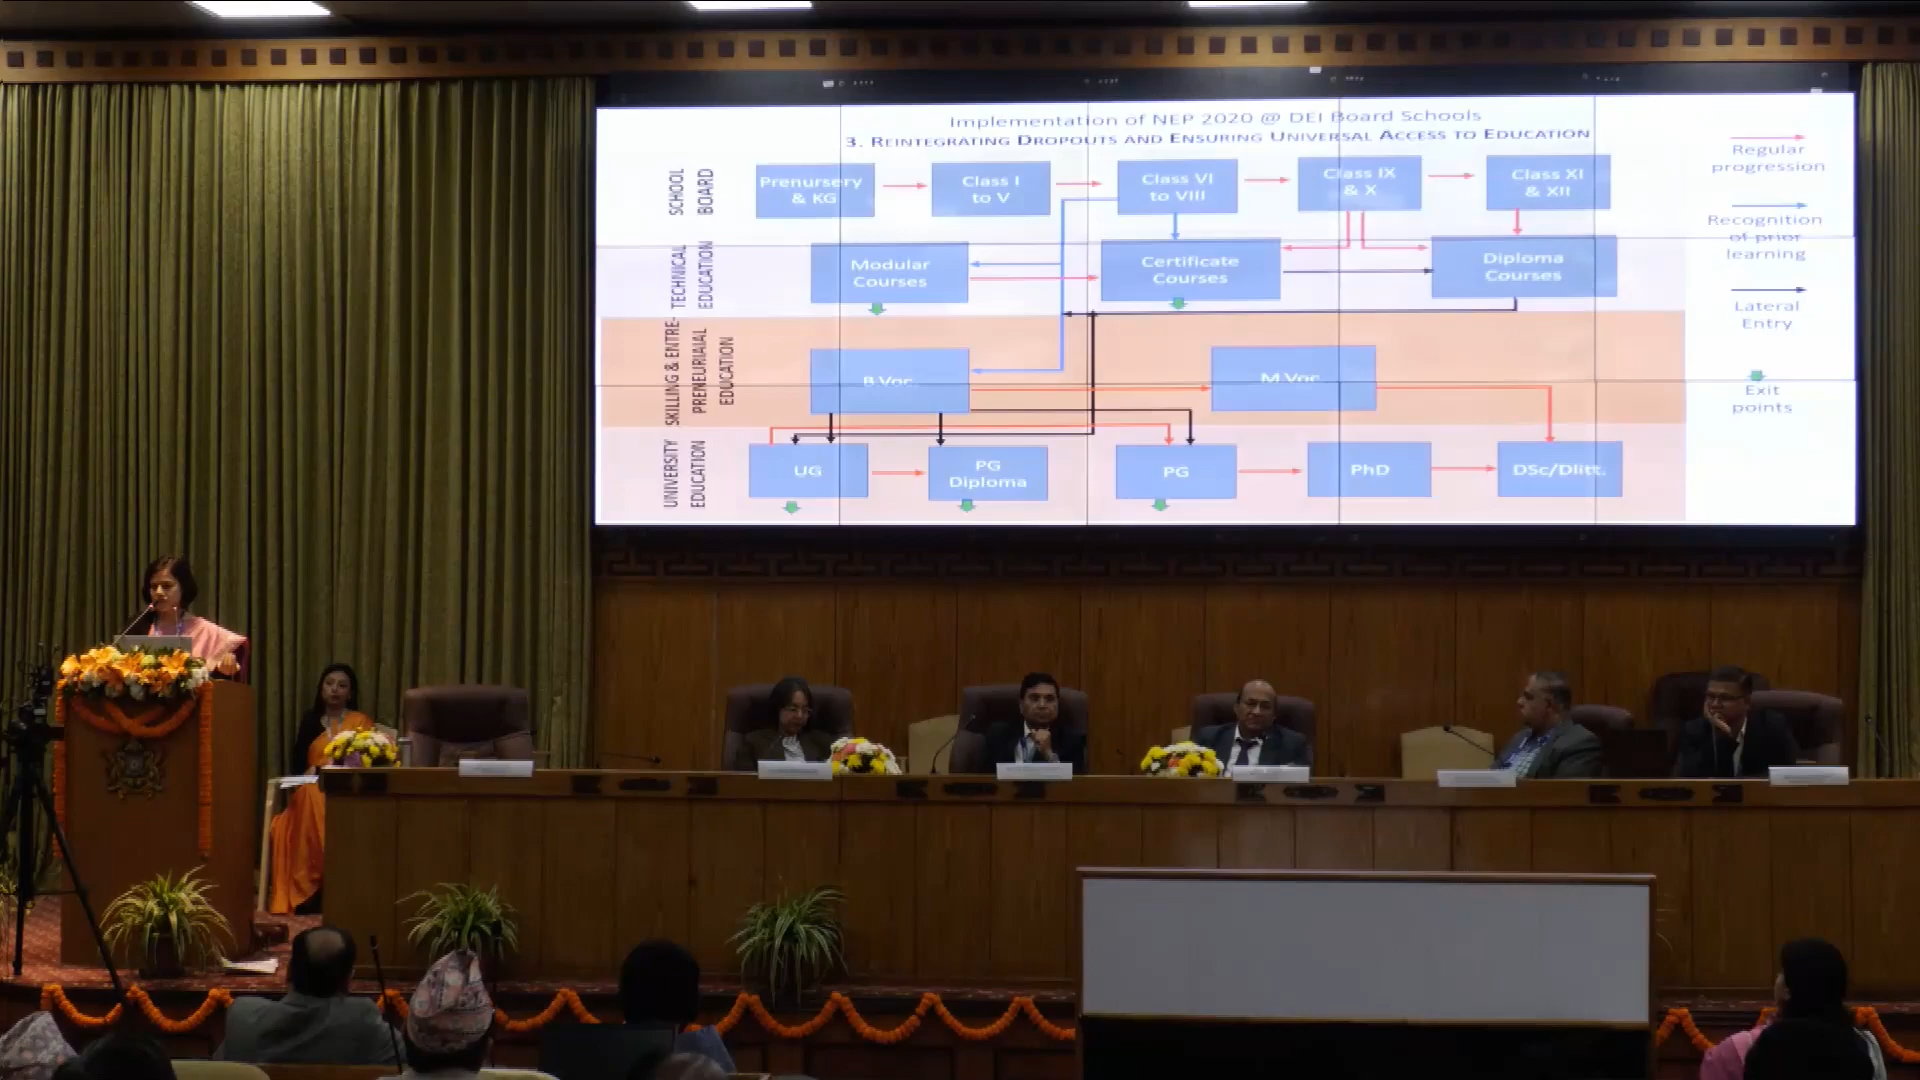 Implementation of NEP 2020 @ DEI Board Schools
3. REINTEGRATING DROPOUTS AND ENSURING UNIVERSAL ACCESS TO EDUCATION
SCHOOL
BOARD
Prenursery
& KG
Class I
to V
Class VI
to VIII
Class IX
& X
Class XI
& XII
TECHNICAL
EDUCATION
Modular
Courses
Certificate
Courses
Diploma
Courses
SKILLING & ENTRE-
PRENEURIAIAL
EDUCATION
B.Voc.
M.Voc.
UNIVERSITY
EDUCATION
UG
PG
Diploma
PG
PhD
DSc/Dlitt.
Regular
progression
Recognition
of prior
learning
Lateral
Entry
Exit
points